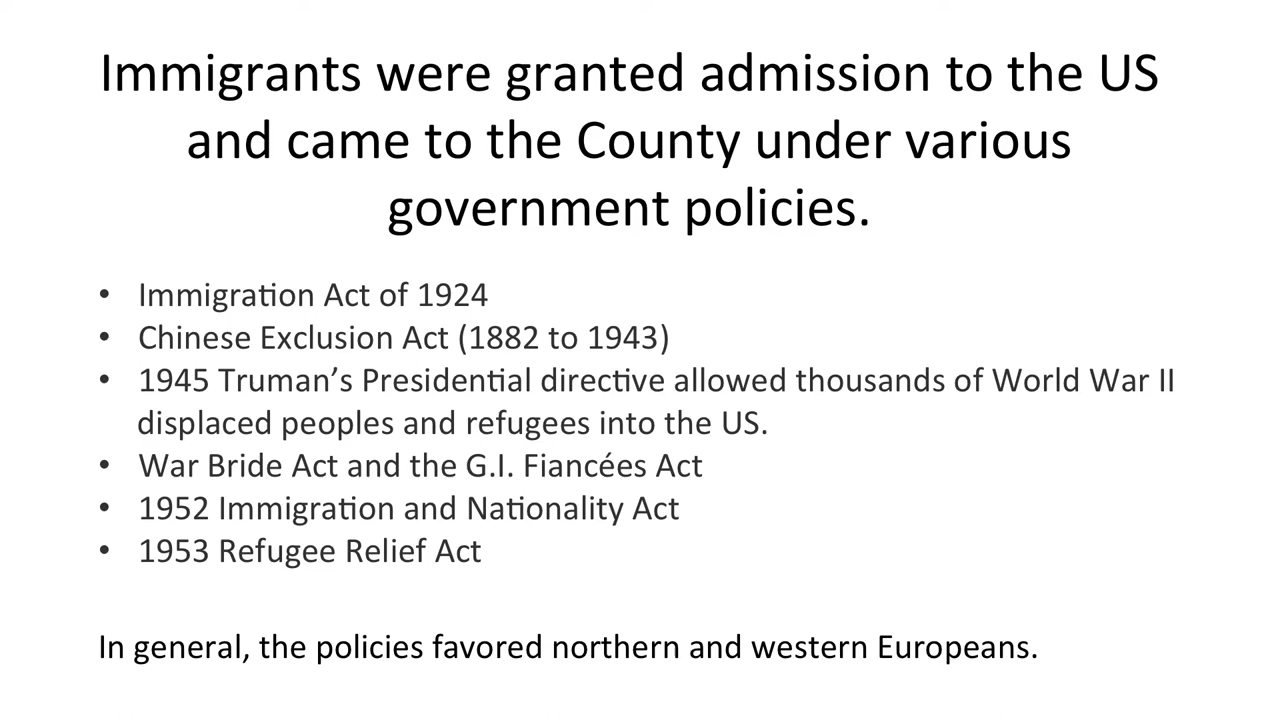 Immigrants were granted admission to the US
and came to the County under various
government policies.
• Immigration Act of 1924
• Chinese Exclusion Act (1882 to 1943)
• 1945 Truman’s Presidential directive allowed thousands of World War II
displaced peoples and refugees into the US.
• War Bride Act and the G.I. Fiancées Act
• 1952 Immigration and Nationality Act
• 1953 Refugee Relief Act
In general, the policies favored northern and western Europeans.